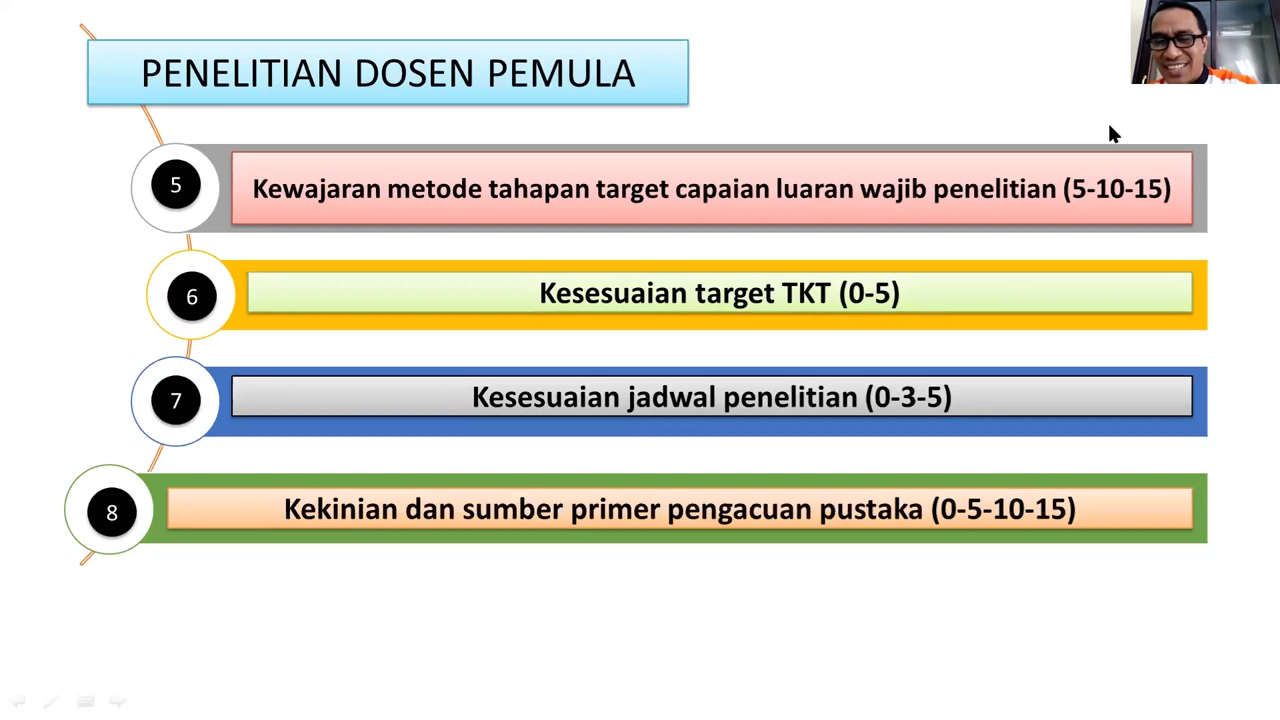 PENELITIAN DOSEN PEMULA
5
Kewajaran metode tahapan target capaian luaran wajib penelitian (5-10-15)
6
Kesesuaian target TKT (0-5)
7
Kesesuaian jadwal penelitian (0-3-5)
8
Kekinian dan sumber primer pengacuan pustaka (0-5-10-15)